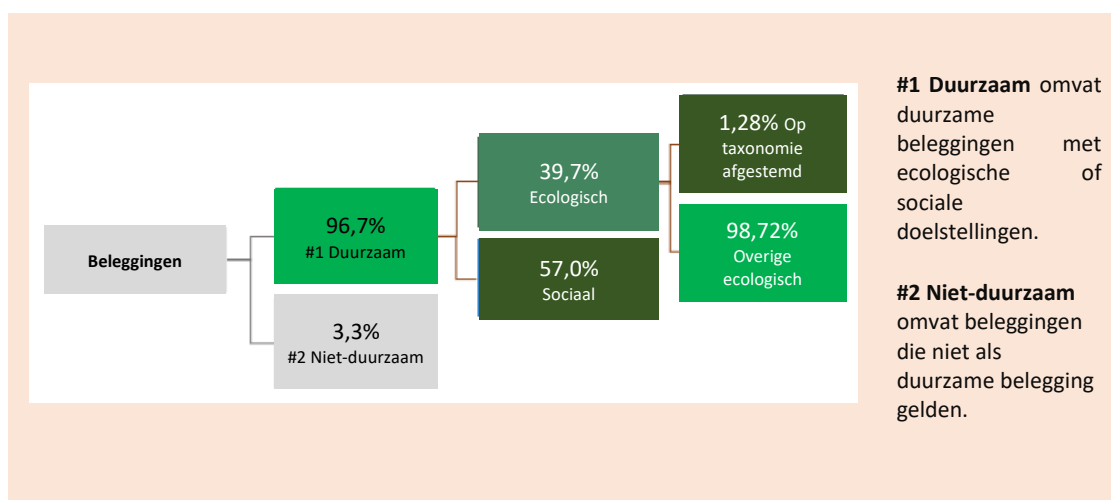 Beleggingen
96,7%
#1 Duurzaam
3,3%
#2 Niet-duurzaam
39,7%
Ecologisch
57,0%
Sociaal
1,28% Op
taxonomie
afgestemd
98,72%
Overige
ecologisch
#1 Duurzaam omvat
duurzame
beleggingen met
ecologische of
sociale
doelstellingen.
#2 Niet-duurzaam
omvat beleggingen
die niet als
duurzame belegging
gelden.